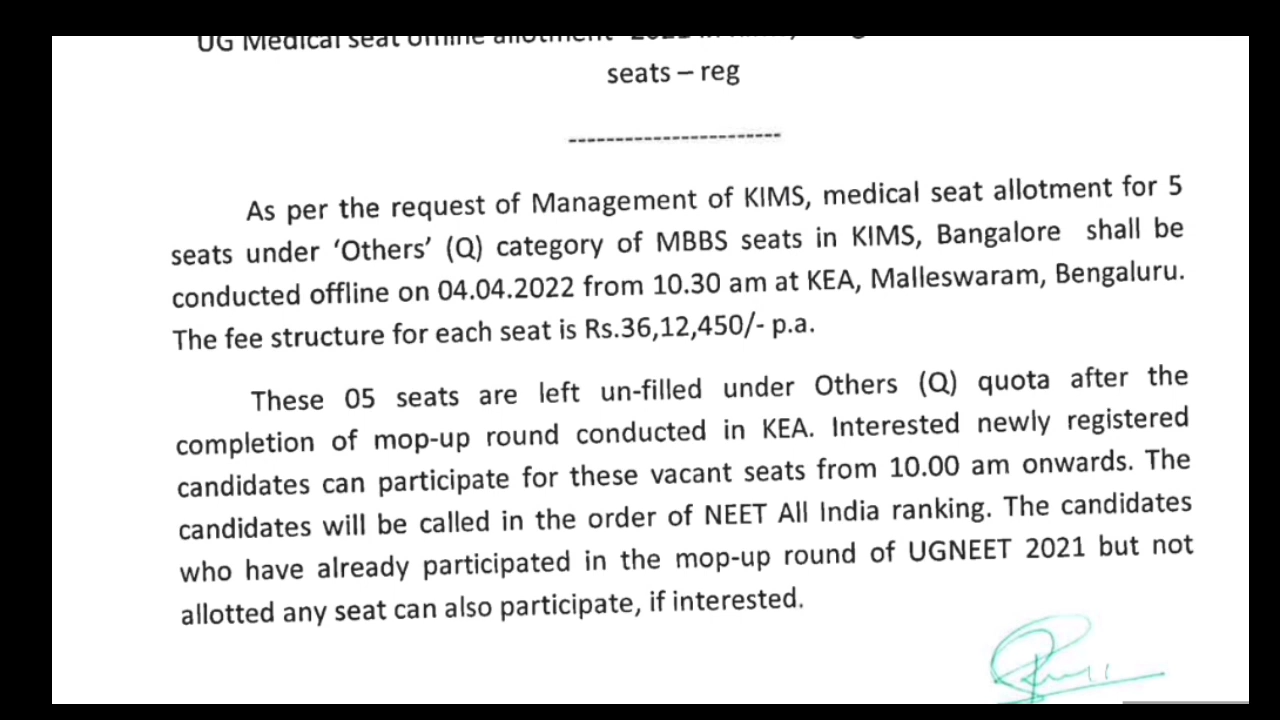 UG Medical seat offline allotment
seats – reg
-----------------------
As per the request of Management of KIMS, medical seat allotment for 5
seats under ‘Others’ (Q) category of MBBS seats in KIMS, Bangalore shall be
conducted offline on 04.04.2022 from 10.30 am at KEA, Malleswaram, Bengaluru.
The fee structure for each seat is Rs.36,12,450/- p.a.
These 05 seats are left un-filled under Others (Q) quota after the
completion of mop-up round conducted in KEA. Interested newly registered
candidates can participate for these vacant seats from 10.00 am onwards. The
candidates will be called in the order of NEET All India ranking. The candidates
who have already participated in the mop-up round of UGNEET 2021 but not
allotted any seat can also participate, if interested.